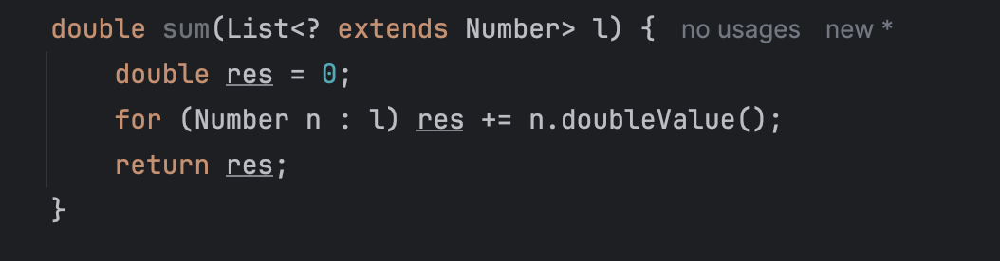 double sum(List<? extends Number> l) { no usages new *
double res = 0;
for (Number n : l) res += n.doubleValue();
return res;
}